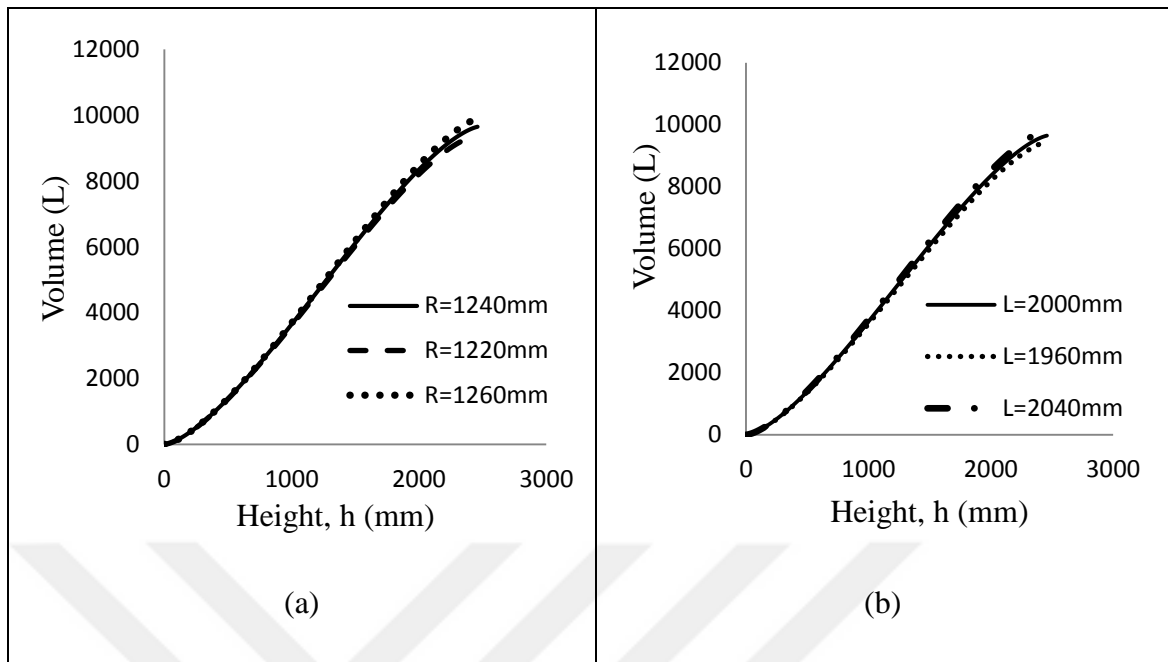 12000
10000
8000
6000
4000
2000
0
Volume (L)
R=1240mm
R=1220mm
R=1260mm
0 1000 2000 3000
Height, h (mm)
(a)
12000
10000
8000
6000
4000
2000
0
Volume (L)
L=2000mm
L=1960mm
L=2040mm
0 1000 2000 3000
Height, h (mm)
(b)